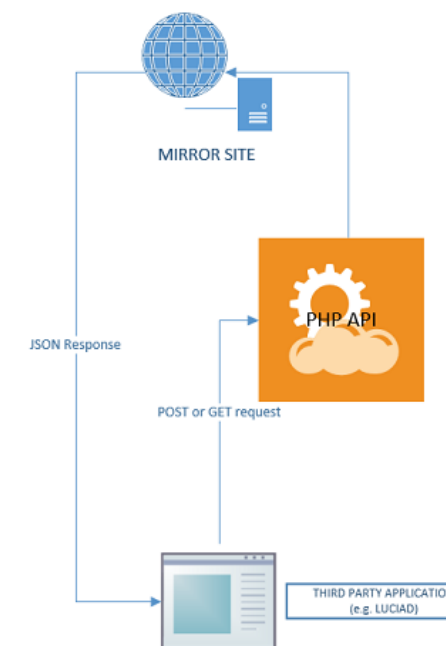 MIRROR SITE
PHP API
JSON Response
POST or GET request
THIRD PARTY APPLICATIO
(e.g. LUCIAD)